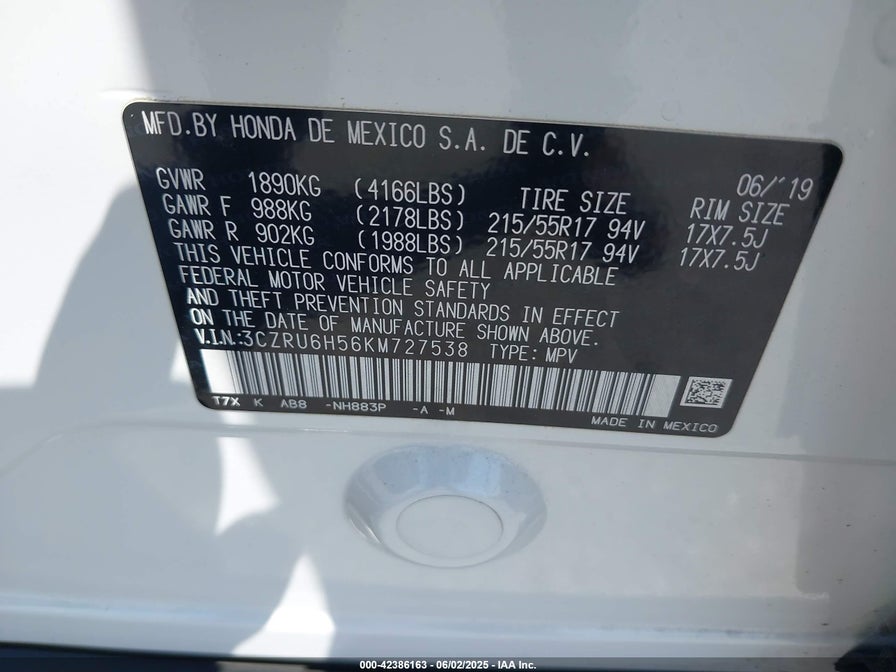 MFD.BY HONDA DE MEXICO S.A. DE C.V.
06/'19
GVWR 1890KG (4166LBS) TIRE SIZE RIM SIZE
GAWR F 988KG (2178LBS) 215/55R17 94V 17X7.5J
GAWR R 902KG (1988LBS) 215/55R17 94V 17X7.5J
THIS VEHICLE CONFORMS TO ALL APPLICABLE
FEDERAL MOTOR VEHICLE SAFETY
AND THEFT PREVENTION STANDARDS IN EFFECT
ON THE DATE OF MANUFACTURE SHOWN ABOVE.
V.I.N.:3CZRU6H56KM727538 TYPE: MPV
T7X K AB8 -NH883P -A -M
MADE IN MEXICO
000-42386163 - 06/02/2025 - IAA Inc.